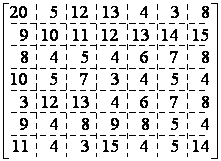 20 5 12 13 4 3 8
9 10 11 12 13 14 15
8 4 5 4 6 7 8
10 5 7 3 4 5 4
3 12 13 4 6 7 8
9 4 8 9 8 5 4
11 4 3 15 4 5 14